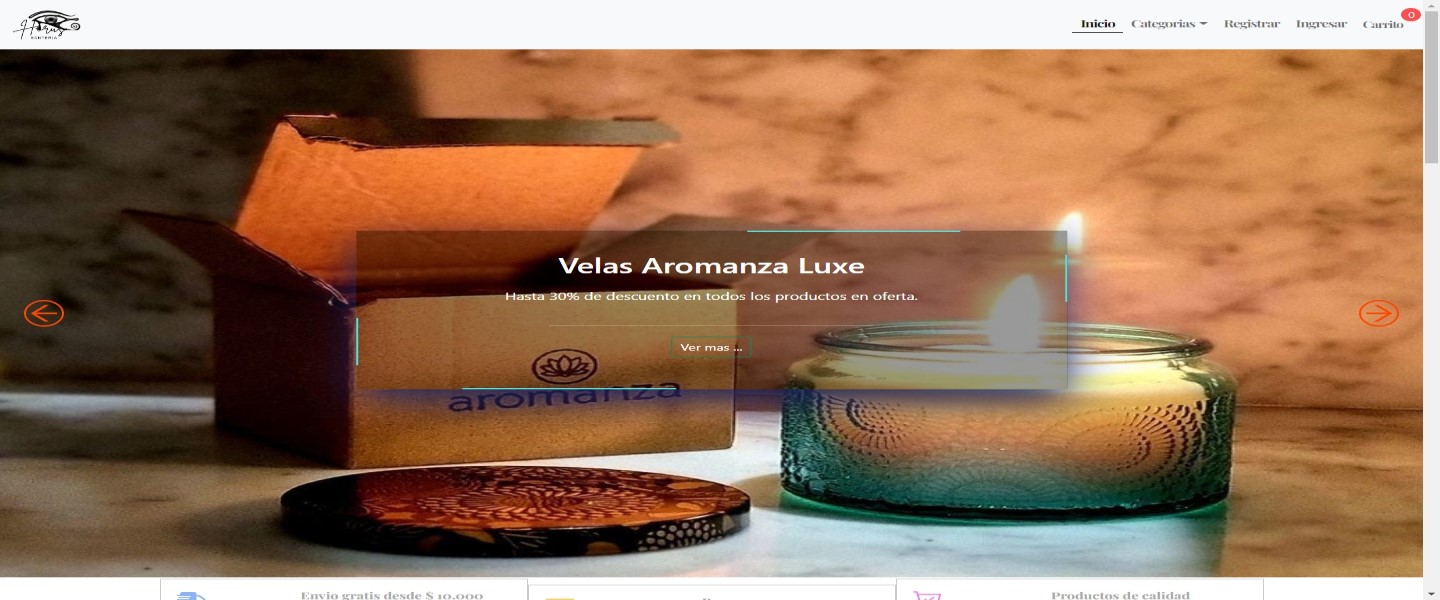 Horus
SANTERIA
Inicio
Categorias
Registrar
Ingresar
Carrito
0
Velas Aromanza Luxe
Hasta 30% de descuento en todos los productos en oferta.
Ver mas ...
aromanza
Envio gratis desde $ 10.000
Productos de calidad